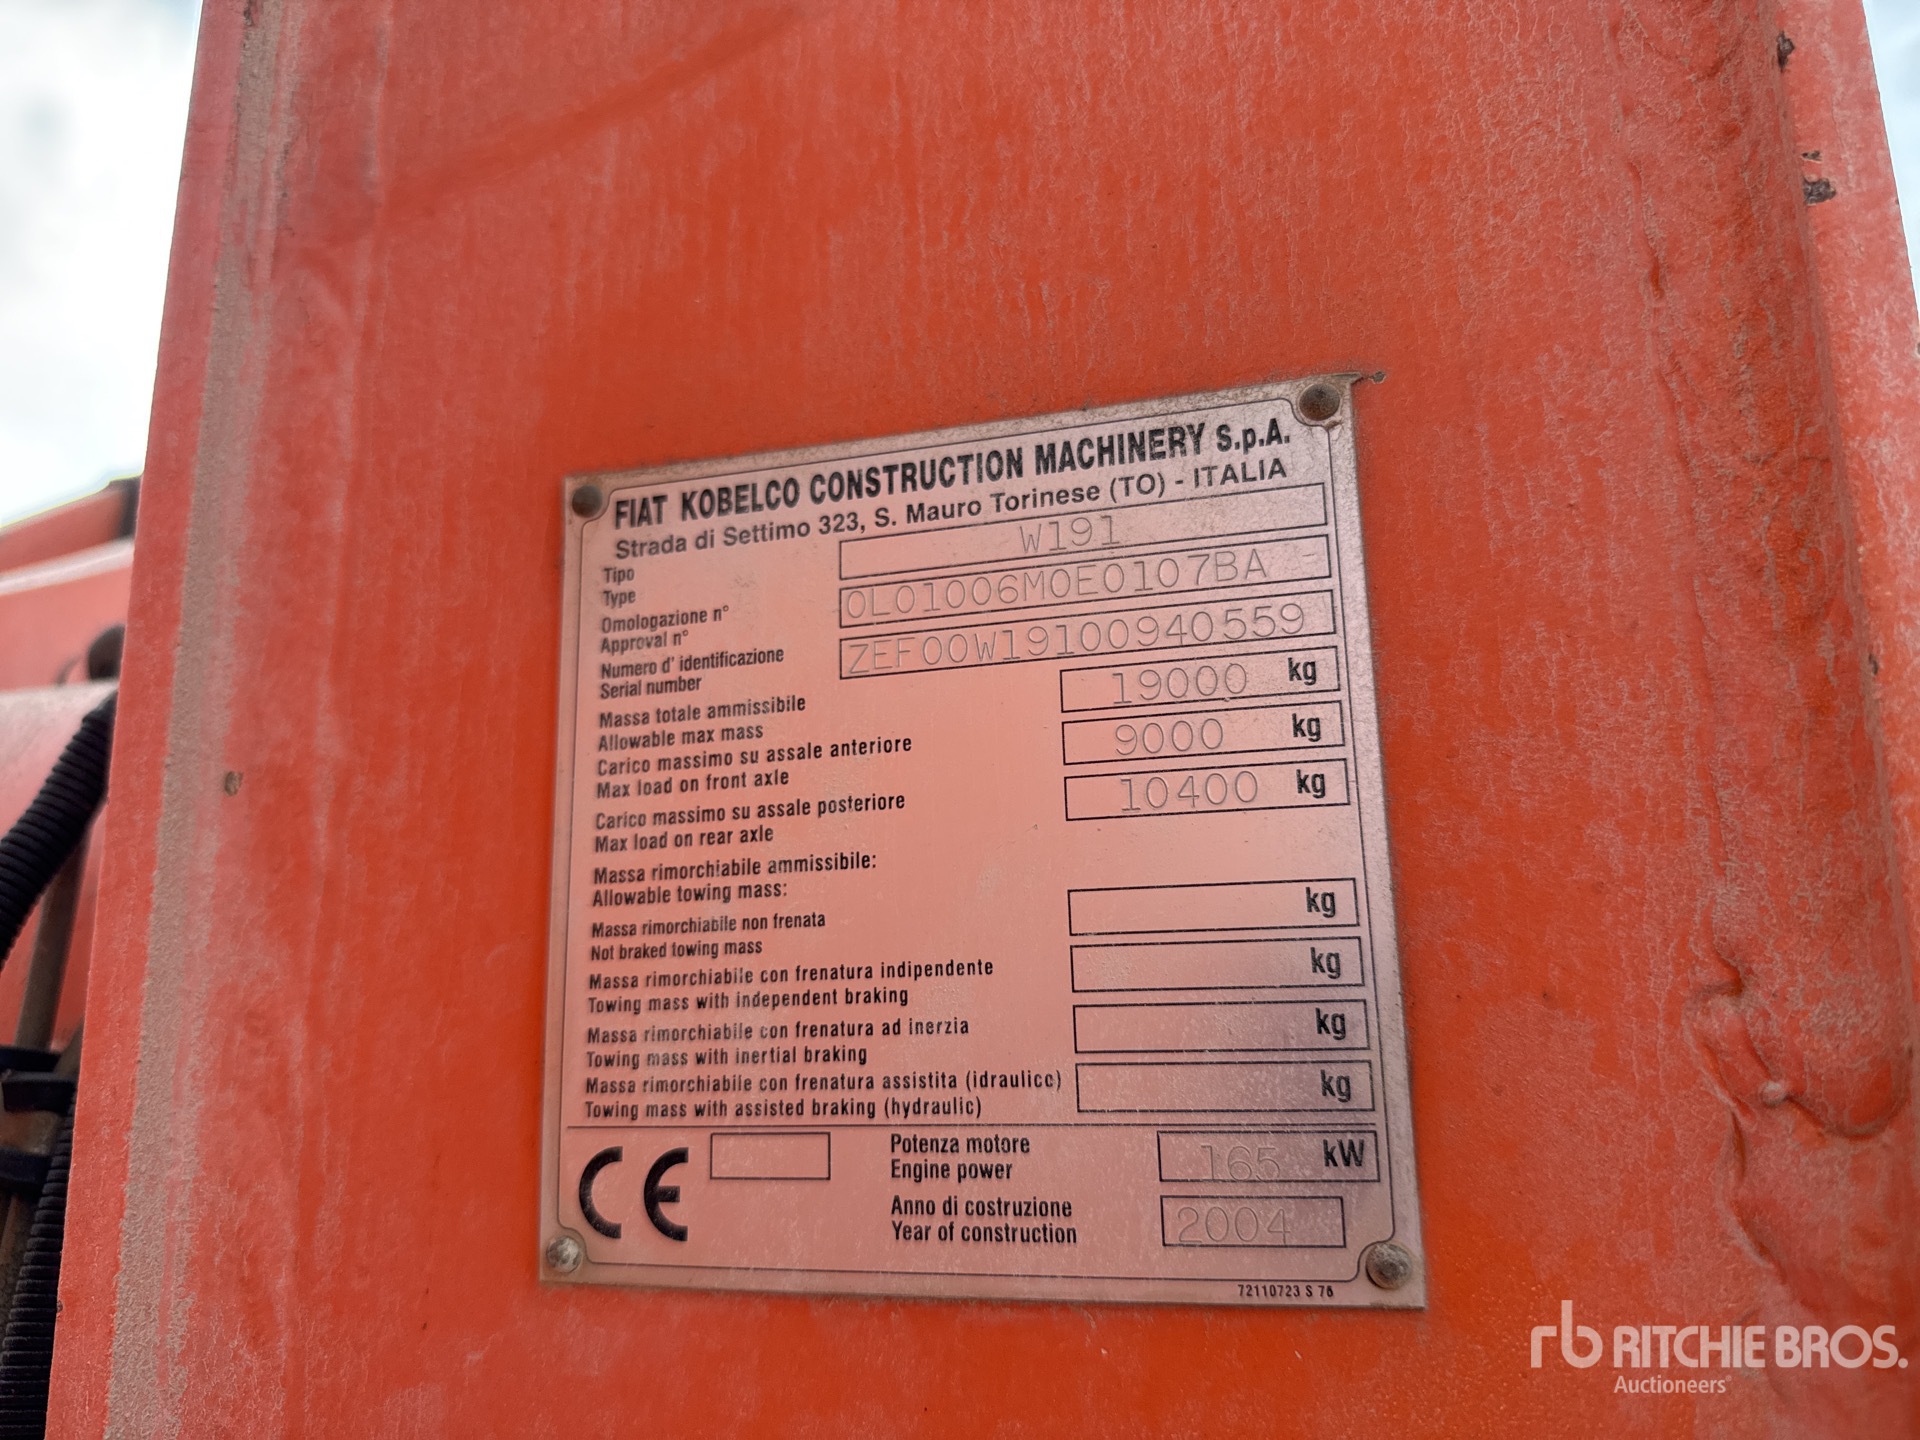 FIAT KOBELCO CONSTRUCTION MACHINERY S.p.A.
Strada di Settimo 323, S. Mauro Torinese (TO) - ITALIA
Tipo
Type
W191
Omologazione n°
Approval n°
OL01006M0E0107BA
Numero d' identificazione
Serial number
ZEF00W19100940559
Massa totale ammissibile
Allowable max mass
19000 kg
Carico massimo su assale anteriore
Max load on front axle
9000 kg
Carico massimo su assale posteriore
Max load on rear axle
10400 kg
Massa rimorchiabile ammissibile:
Allowable towing mass:
Massa rimorchiabile non frenata
Not braked towing mass
kg
Massa rimorchiabile con frenatura indipendente
Towing mass with independent braking
kg
Massa rimorchiabile con frenatura ad inerzia
Towing mass with inertial braking
kg
Massa rimorchiabile con frenatura assistita (idraulica)
Towing mass with assisted braking (hydraulic)
kg
CE
Potenza motore
Engine power
165 kW
Anno di costruzione
Year of construction
2004
72110723 S 76
rb RITCHIE BROS.
Auctioneers